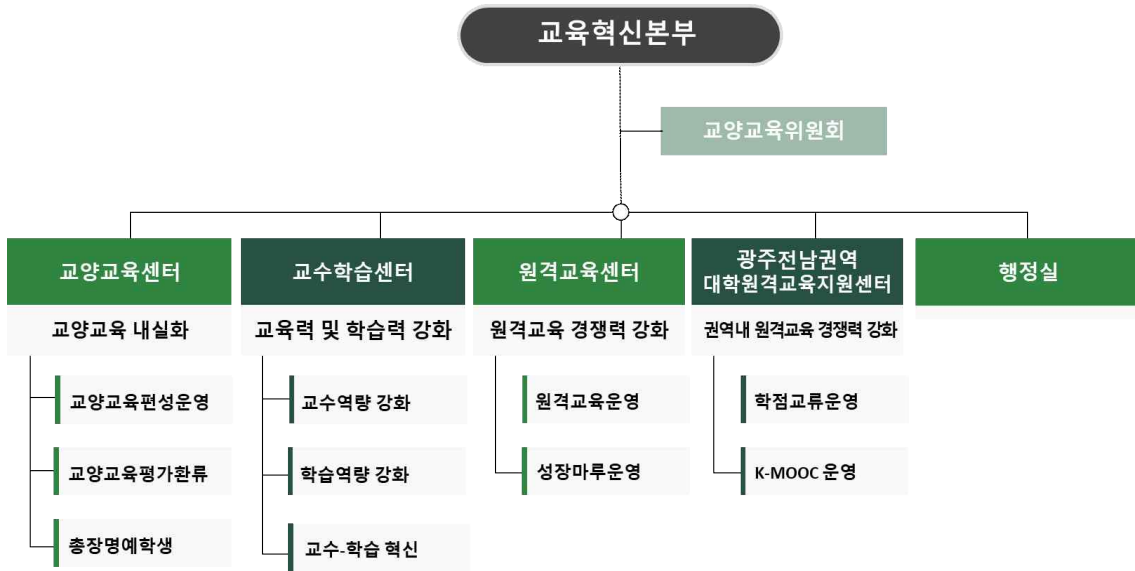 교육혁신본부
교양교육위원회
교양교육센터
교양교육 내실화
교양교육편성운영
교양교육평가환류
총장명예학생
교수학습센터
교육력 및 학습력 강화
교수역량 강화
학습역량 강화
교수-학습 혁신
원격교육센터
원격교육 경쟁력 강화
원격교육운영
성장마루운영
광주전남권역
대학원격교육지원센터
권역내 원격교육 경쟁력 강화
학점교류운영
K-MOOC 운영
행정실